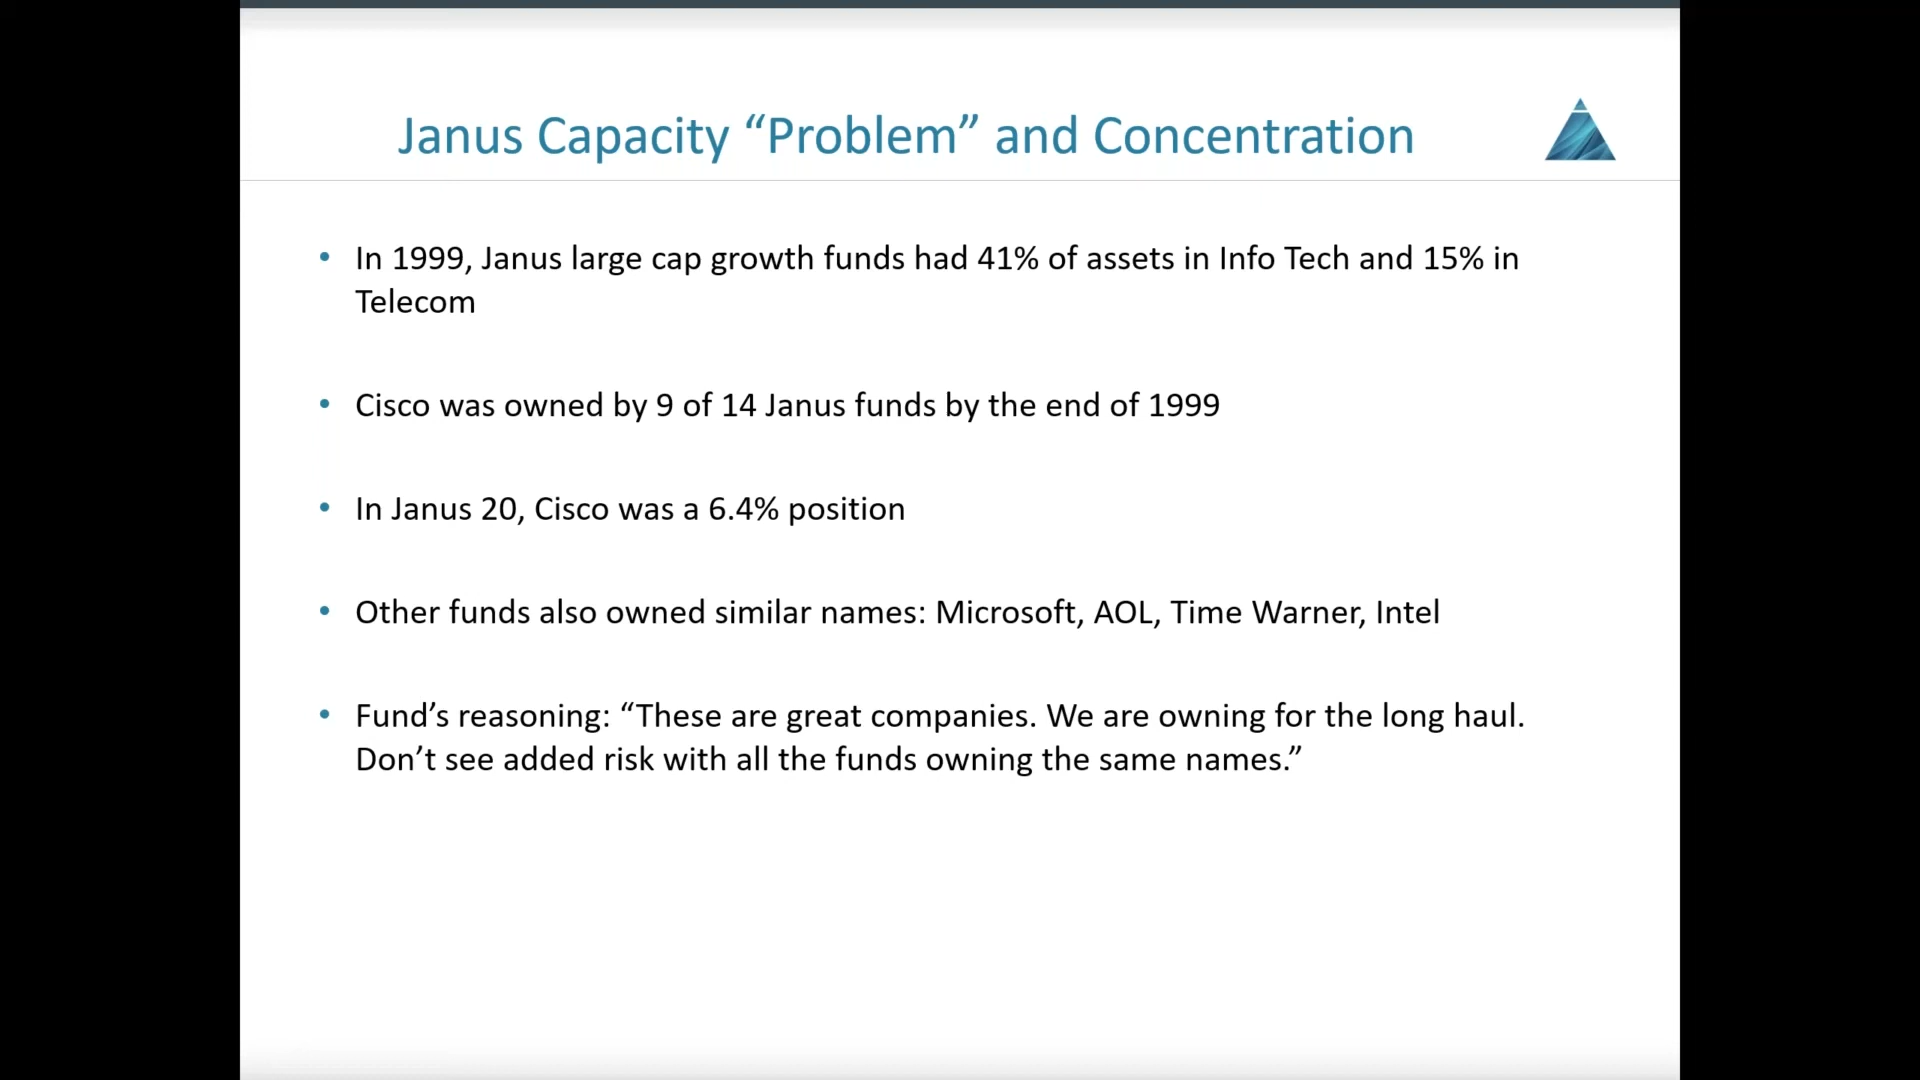 Janus Capacity “Problem” and Concentration
• In 1999, Janus large cap growth funds had 41% of assets in Info Tech and 15% in
Telecom
• Cisco was owned by 9 of 14 Janus funds by the end of 1999
• In Janus 20, Cisco was a 6.4% position
• Other funds also owned similar names: Microsoft, AOL, Time Warner, Intel
• Fund’s reasoning: “These are great companies. We are owning for the long haul.
Don’t see added risk with all the funds owning the same names.”